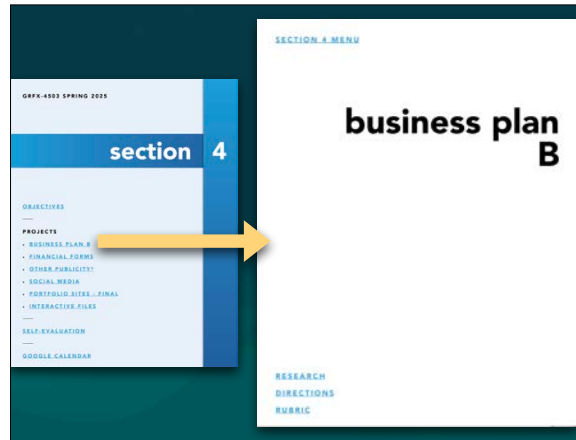 GRFX-4503 SPRING 2025
section 4
OBJECTIVES
PROJECTS
• BUSINESS PLAN B
• FINANCIAL FORMS
• OTHER PUBLICITY?
• SOCIAL MEDIA
• PORTFOLIO SITES - FINAL
• INTERACTIVE FILES
SELF-EVALUATION
GOOGLE CALENDAR
SECTION 4 MENU
business plan
B
RESEARCH
DIRECTIONS
RUBRIC